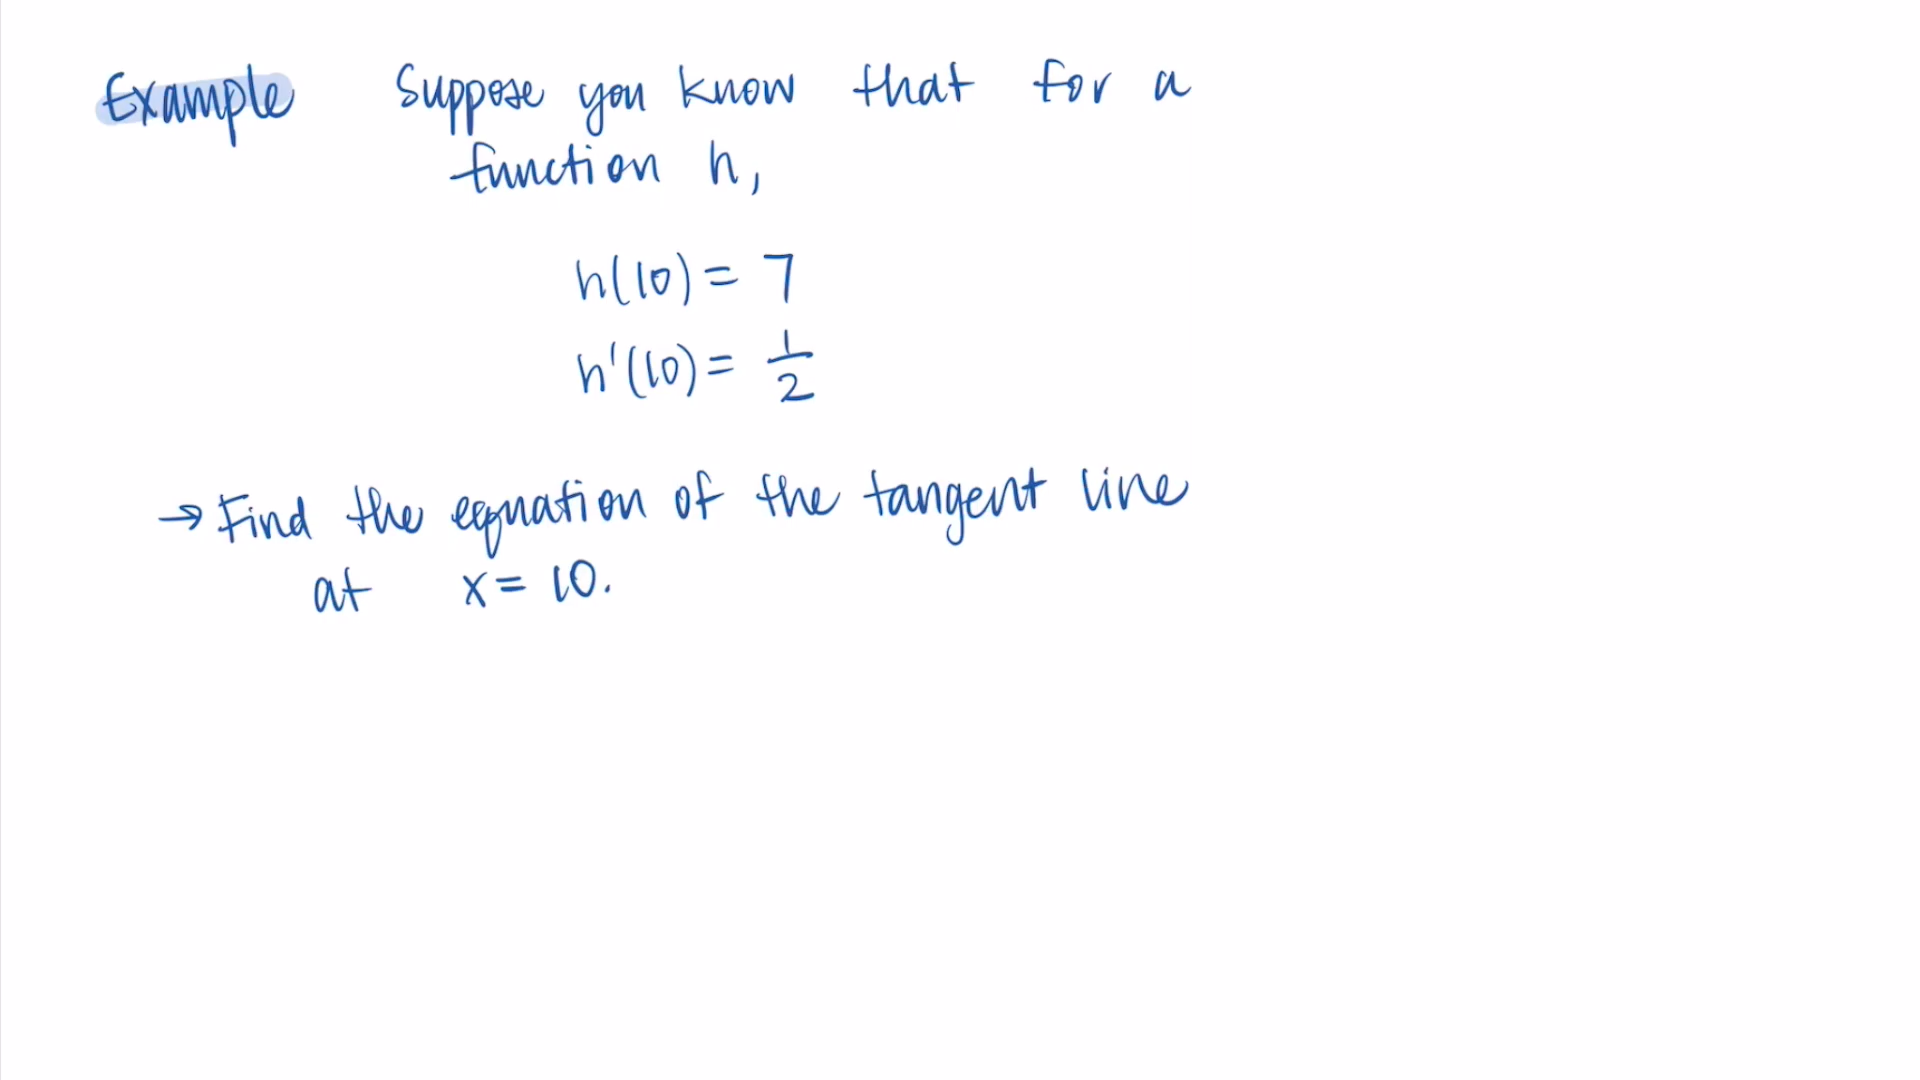 Example Suppose you know that for a
function h,
h(10) = 7
h'(10) = 1/2
→ Find the equation of the tangent line
at x = 10.